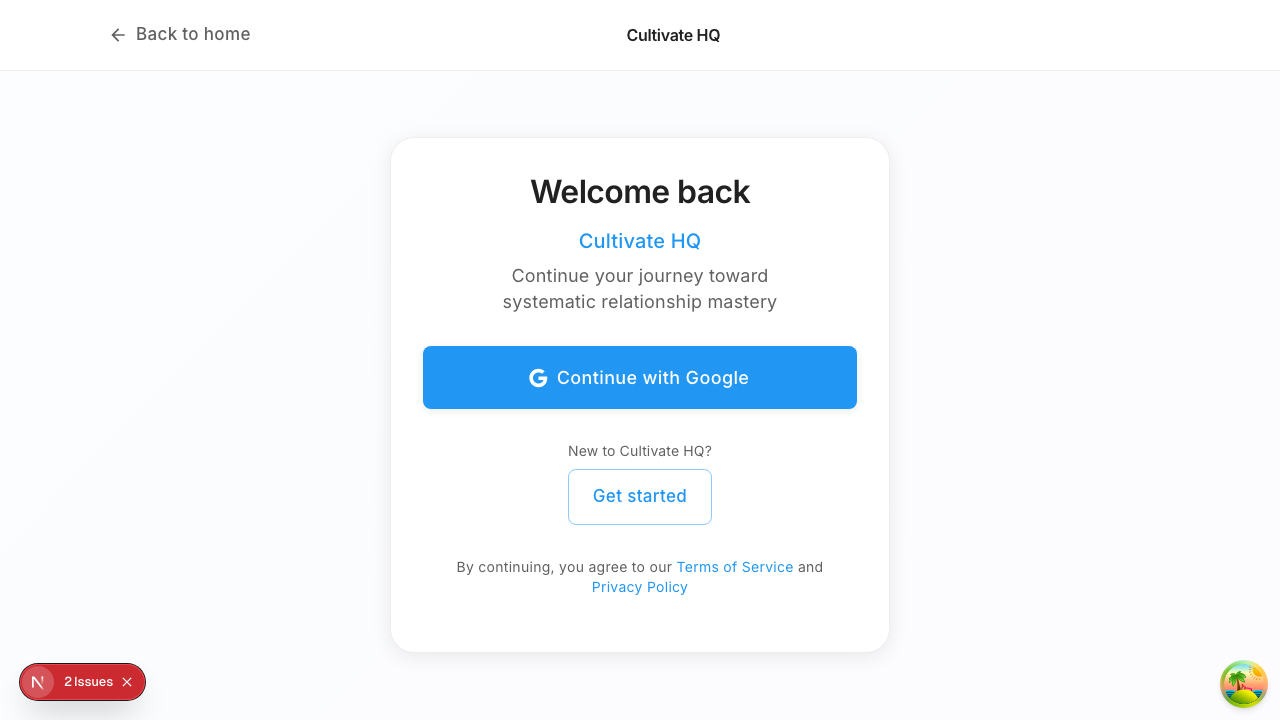 Back to home
Cultivate HQ
Welcome back
Cultivate HQ
Continue your journey toward
systematic relationship mastery
Continue with Google
New to Cultivate HQ?
Get started
By continuing, you agree to our Terms of Service and
Privacy Policy
2 Issues